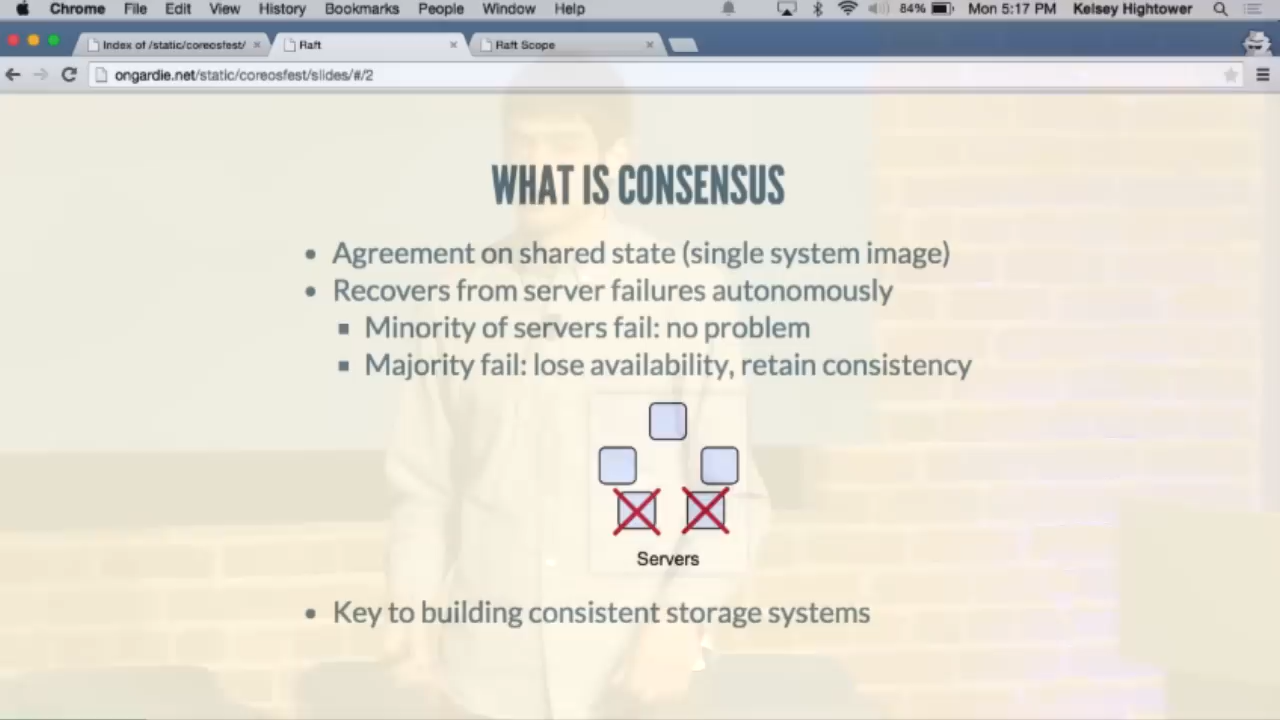 Chrome File Edit View History Bookmarks People Window Help 84% Mon 5:17 PM Kelsey Hightower
Index of /static/coreosfest/ Raft Raft Scope
ongardie.net/static/coreosfest/slides/#/2
WHAT IS CONSENSUS
Agreement on shared state (single system image)
Recovers from server failures autonomously
Minority of servers fail: no problem
Majority fail: lose availability, retain consistency
Servers
Key to building consistent storage systems